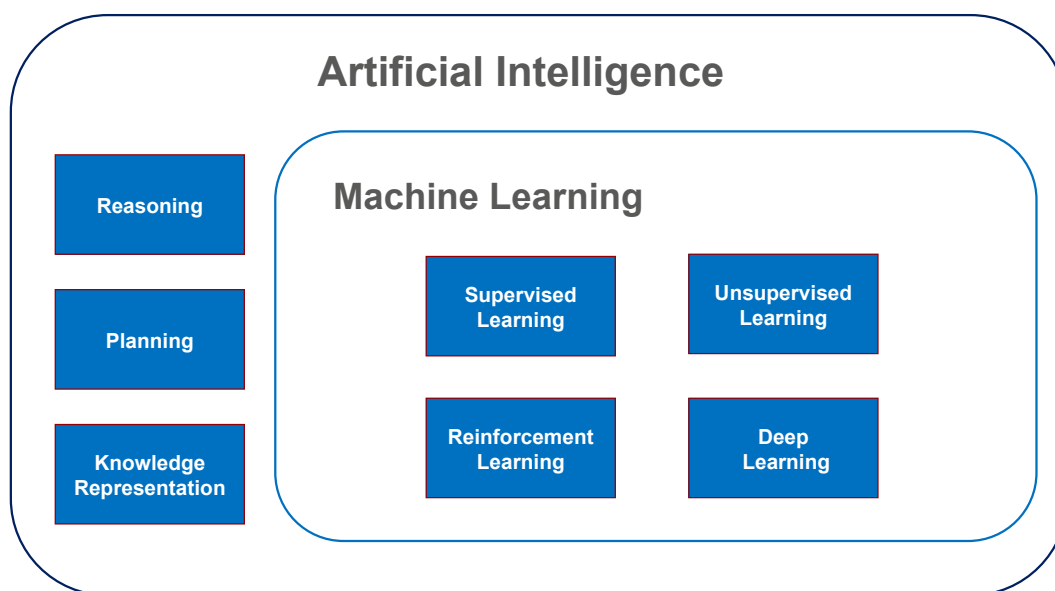 Artificial Intelligence
Reasoning
Planning
Knowledge
Representation
Machine Learning
Supervised
Learning
Unsupervised
Learning
Reinforcement
Learning
Deep
Learning